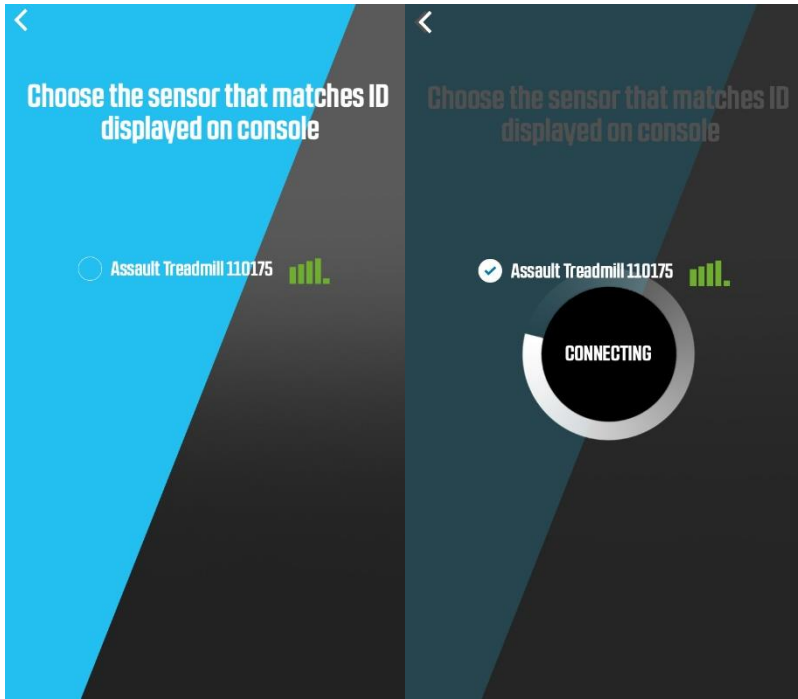 Choose the sensor that matches ID
displayed on console
Assault Treadmill 110175
Choose the sensor that matches ID
displayed on console
Assault Treadmill 110175
CONNECTING